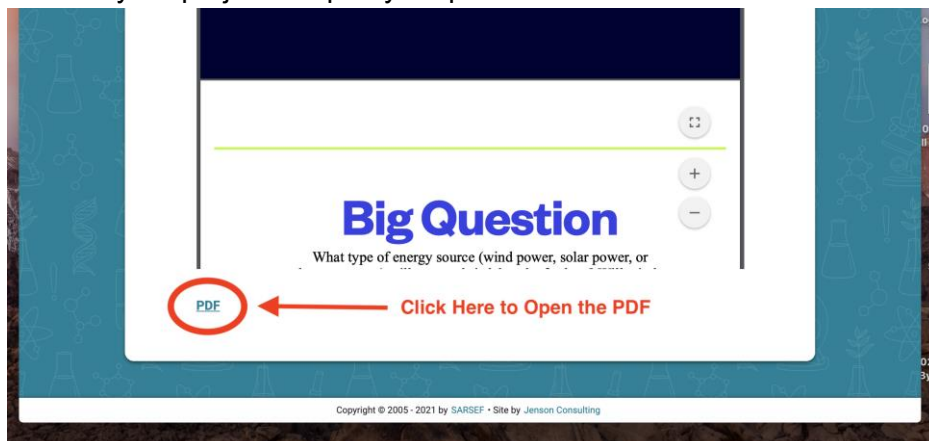 Big Question
What type of energy source (wind power, solar power, or
PDF
Click Here to Open the PDF
Copyright © 2005 - 2021 by SARSEF • Site by Jenson Consulting